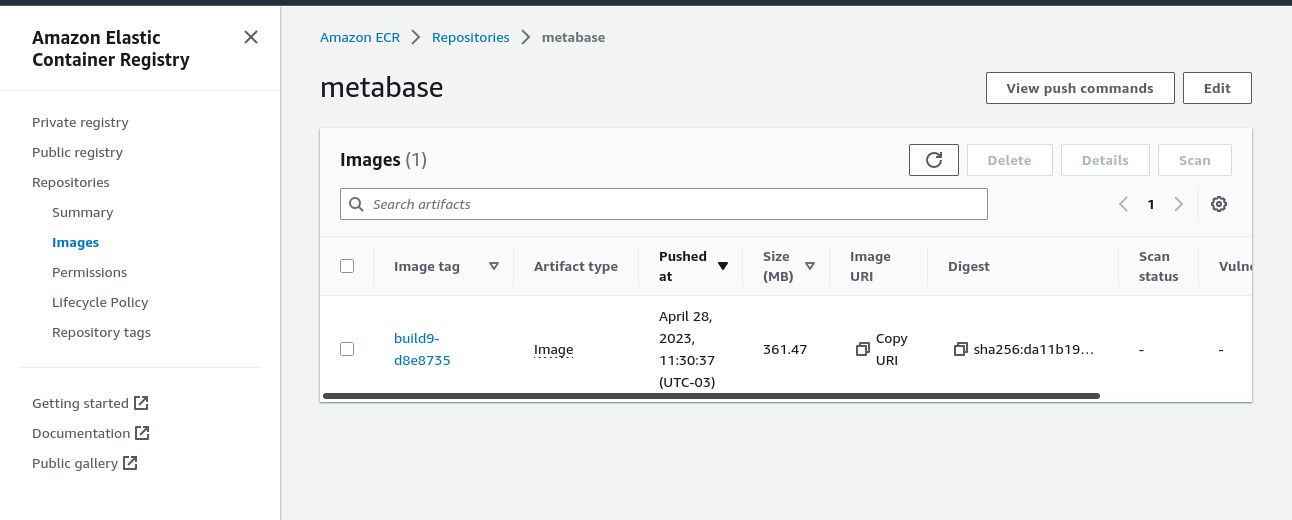 Amazon Elastic
Container Registry
Private registry
Public registry
Repositories
Summary
Images
Permissions
Lifecycle Policy
Repository tags
Getting started
Documentation
Public gallery
Amazon ECR > Repositories > metabase
metabase
View push commands
Edit
Images (1)
Delete
Details
Scan
Search artifacts
1
Image tag
Artifact type
Pushed
at
Size
(MB)
Image
URI
Digest
Scan
status
Vulne
build9-
d8e8735
Image
April 28,
2023,
11:30:37
(UTC-03)
361.47
Copy
URI
sha256:da11b19...
-
-